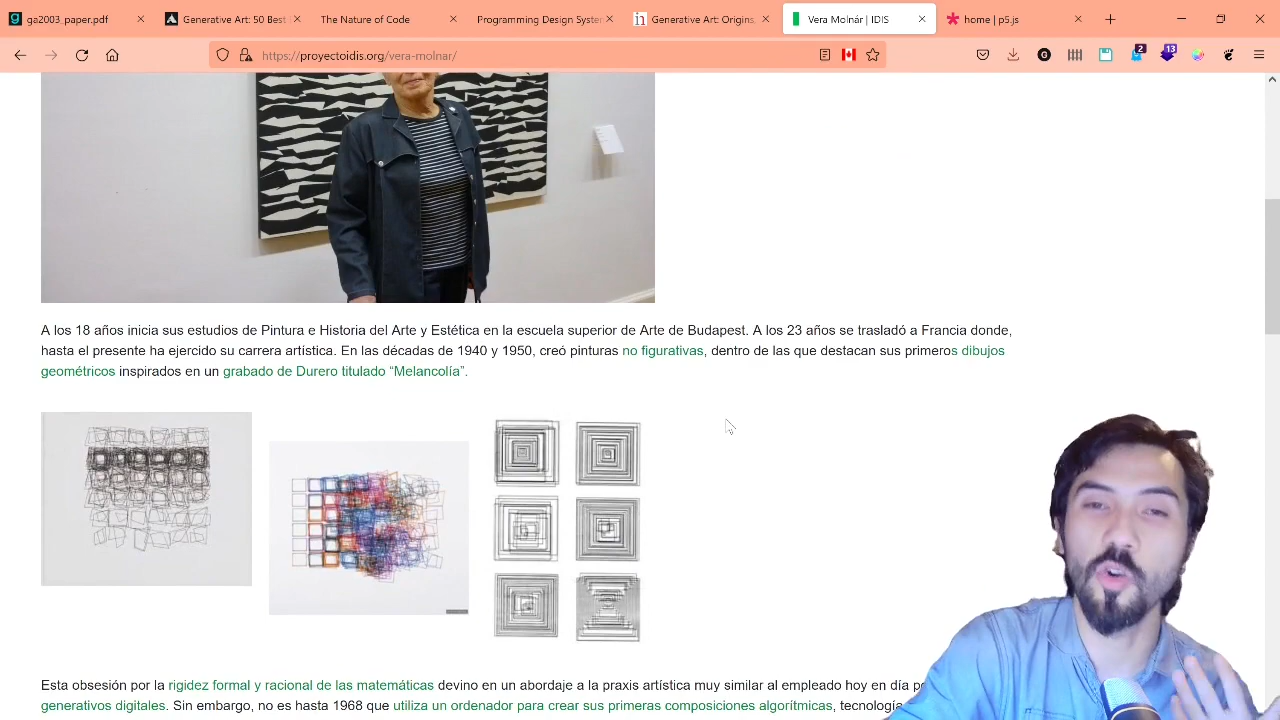 ga2003_paper.pdf
Generative Art: 50 Best
The Nature of Code
Programming Design System
Generative Art: Origins,
Vera Molnár | IDIS
home | p5.js
https://proyectoidis.org/vera-molnar/
2
13
A los 18 años inicia sus estudios de Pintura e Historia del Arte y Estética en la escuela superior de Arte de Budapest. A los 23 años se trasladó a Francia donde,
hasta el presente ha ejercido su carrera artística. En las décadas de 1940 y 1950, creó pinturas no figurativas, dentro de las que destacan sus primeros dibujos
geométricos inspirados en un grabado de Durero titulado “Melancolía”.
Esta obsesión por la rigidez formal y racional de las matemáticas devino en un abordaje a la praxis artística muy similar al empleado hoy en día
generativos digitales. Sin embargo, no es hasta 1968 que utiliza un ordenador para crear sus primeras composiciones algorítmicas,